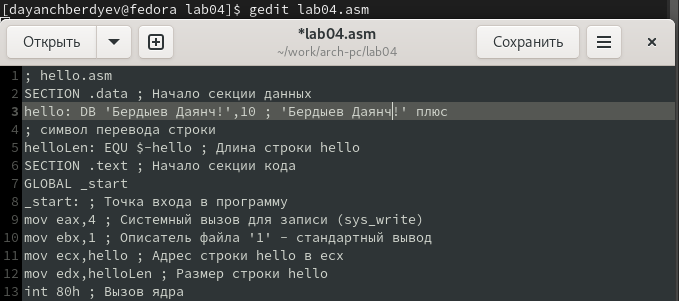 [dayanchberdyev@fedora lab04]$ gedit lab04.asm
Открыть
*lab04.asm
~/work/arch-pc/lab04
Сохранить
1 ; hello.asm
2 SECTION .data ; Начало секции данных
3 hello: DB 'Бердыев Даянч!',10 ; 'Бердыев Даянч!' плюс
4 ; символ перевода строки
5 helloLen: EQU $-hello ; Длина строки hello
6 SECTION .text ; Начало секции кода
7 GLOBAL _start
8 _start: ; Точка входа в программу
9 mov eax,4 ; Системный вызов для записи (sys_write)
10 mov ebx,1 ; Описатель файла '1' - стандартный вывод
11 mov ecx,hello ; Адрес строки hello в ecx
12 mov edx,helloLen ; Размер строки hello
13 int 80h ; Вызов ядра